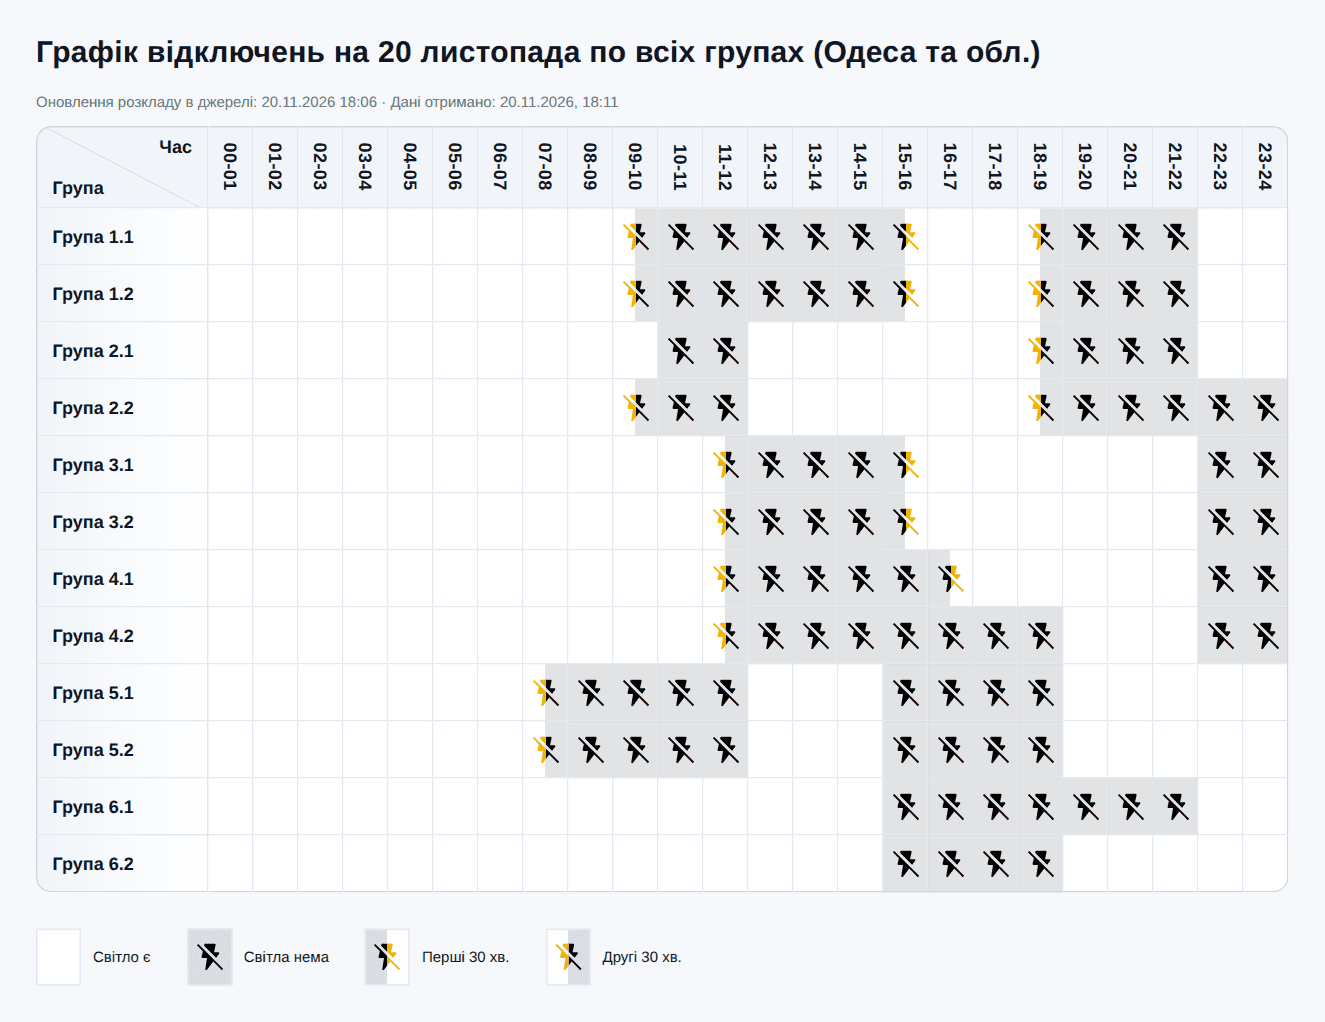 Графік відключень на 20 листопада по всіх групах (Одеса та обл.)
Оновлення розкладу в джерелі: 20.11.2026 18:06 · Дані отримано: 20.11.2026, 18:11
Час
Група
00-01 01-02 02-03 03-04 04-05 05-06 06-07 07-08 08-09 09-10 10-11 11-12 12-13 13-14 14-15 15-16 16-17 17-18 18-19 19-20 20-21 21-22 22-23 23-24
Група 1.1
Група 1.2
Група 2.1
Група 2.2
Група 3.1
Група 3.2
Група 4.1
Група 4.2
Група 5.1
Група 5.2
Група 6.1
Група 6.2
Світло є Світла нема Перші 30 хв. Другі 30 хв.